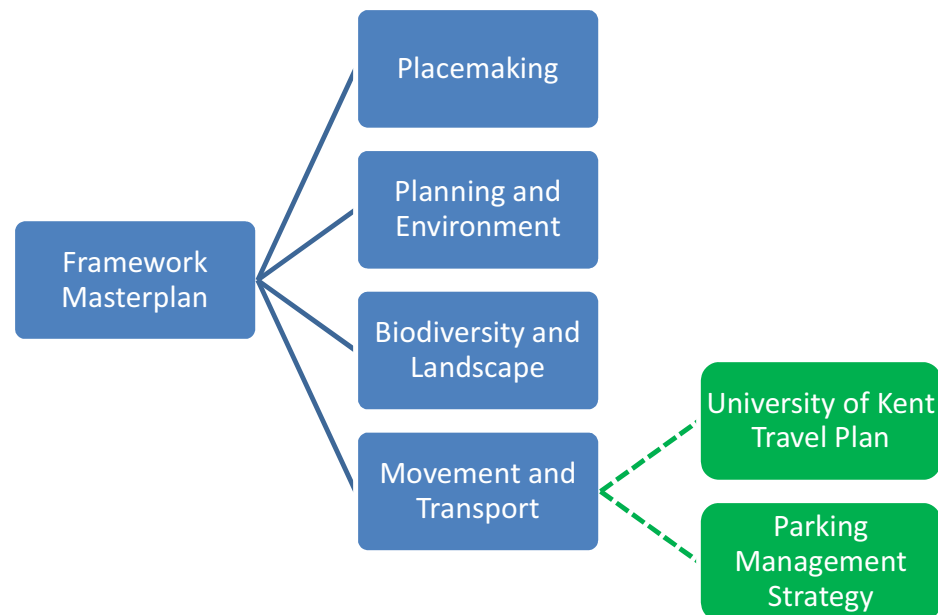 Placemaking
Planning and
Environment
Framework
Masterplan
Biodiversity and
Landscape
Movement and
Transport
University of Kent
Travel Plan
Parking
Management
Strategy